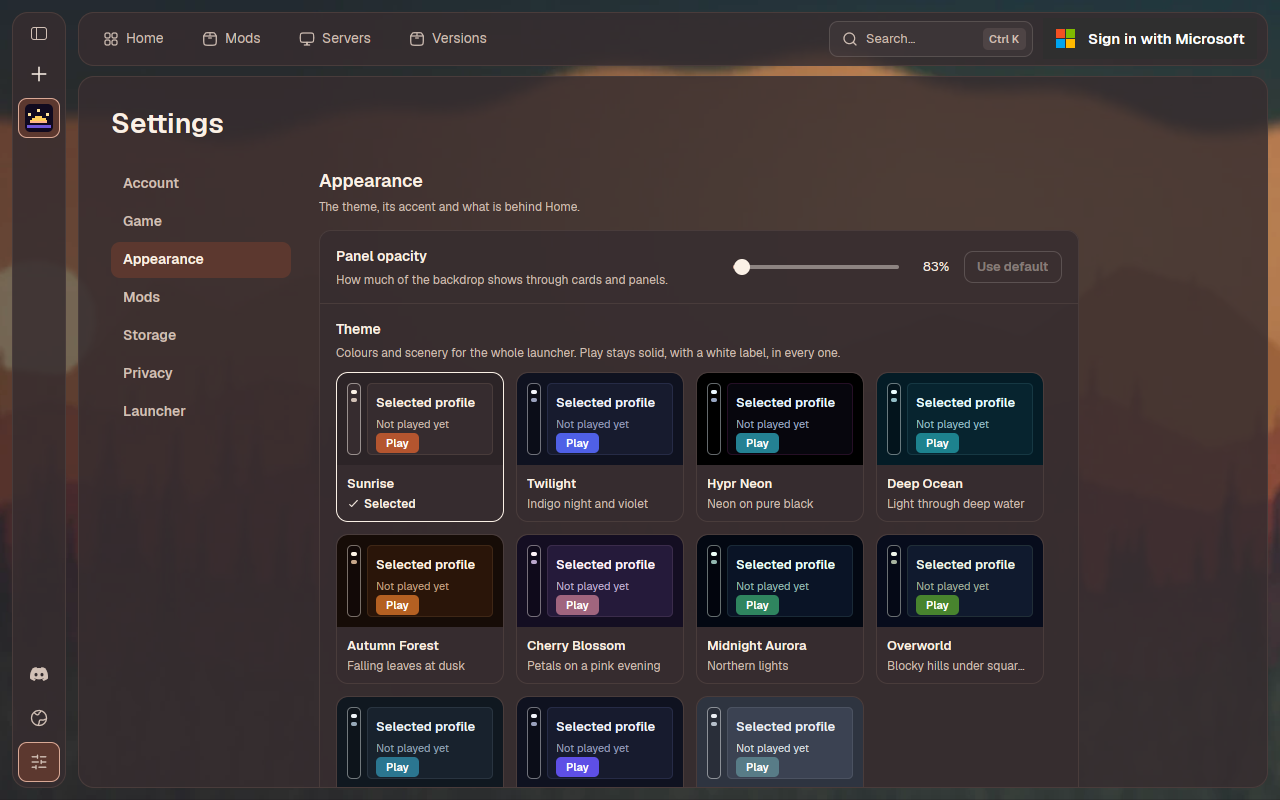 Home
Mods
Servers
Versions
Search...
Ctrl K
Sign in with Microsoft
Settings
Account
Game
Appearance
Mods
Storage
Privacy
Launcher
Appearance
The theme, its accent and what is behind Home.
Panel opacity
How much of the backdrop shows through cards and panels.
83%
Use default
Theme
Colours and scenery for the whole launcher. Play stays solid, with a white label, in every one.
Selected profile
Not played yet
Play
Sunrise
Selected
Selected profile
Not played yet
Play
Twilight
Indigo night and violet
Selected profile
Not played yet
Play
Hypr Neon
Neon on pure black
Selected profile
Not played yet
Play
Deep Ocean
Light through deep water
Selected profile
Not played yet
Play
Autumn Forest
Falling leaves at dusk
Selected profile
Not played yet
Play
Cherry Blossom
Petals on a pink evening
Selected profile
Not played yet
Play
Midnight Aurora
Northern lights
Selected profile
Not played yet
Play
Overworld
Blocky hills under squar...
Selected profile
Not played yet
Play
Selected profile
Not played yet
Play
Selected profile
Not played yet
Play